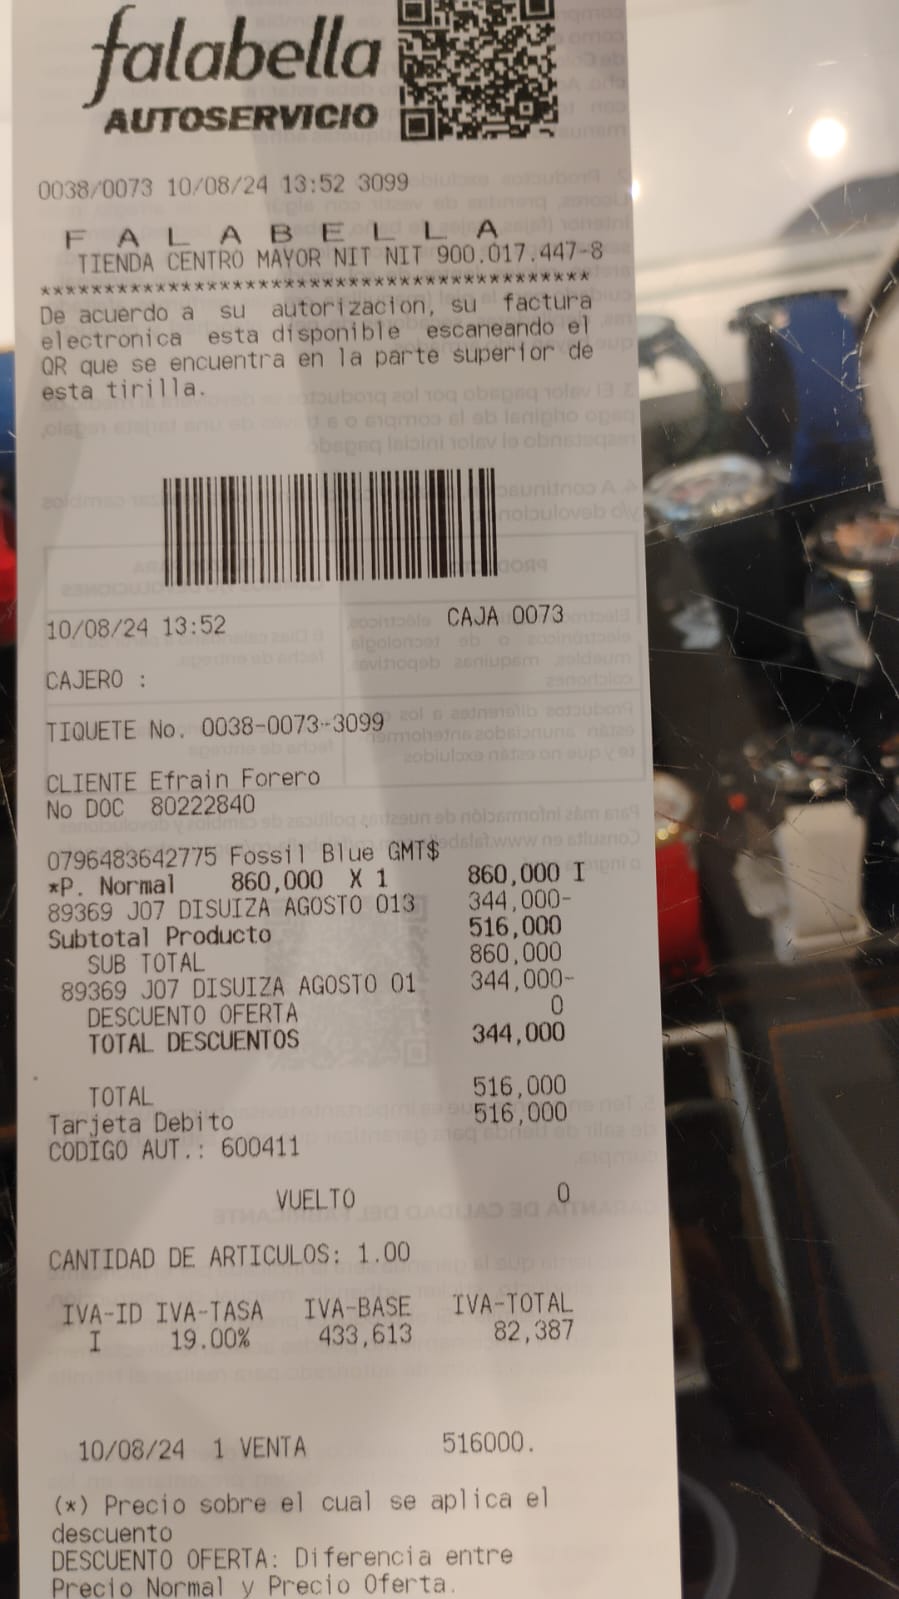 falabella
AUTOSERVICIO
0038/0073 10/08/24 13:52 3099
F A L A B E L L A
TIENDA CENTRO MAYOR NIT NIT 900.017.447-8
*******************************************
De acuerdo a su autorizacion, su factura
electronica esta disponible escaneando el
QR que se encuentra en la parte superior de
esta tirilla.
10/08/24 13:52 CAJA 0073
CAJERO :
TIQUETE No. 0038-0073-3099
CLIENTE Efrain Forero
No DOC 80222840
0796483642775 Fossil Blue GMT$
*P. Normal 860,000 X 1 860,000 I
89369 J07 DISUIZA AGOSTO 013 344,000-
Subtotal Producto 516,000
SUB TOTAL 860,000
89369 J07 DISUIZA AGOSTO 01 344,000-
DESCUENTO OFERTA 0
TOTAL DESCUENTOS 344,000
TOTAL 516,000
Tarjeta Debito 516,000
CODIGO AUT.: 600411
VUELTO 0
CANTIDAD DE ARTICULOS: 1.00
IVA-ID IVA-TASA IVA-BASE IVA-TOTAL
I 19.00% 433,613 82,387
10/08/24 1 VENTA 516000.
(*) Precio sobre el cual se aplica el
descuento
DESCUENTO OFERTA: Diferencia entre
Precio Normal y Precio Oferta.